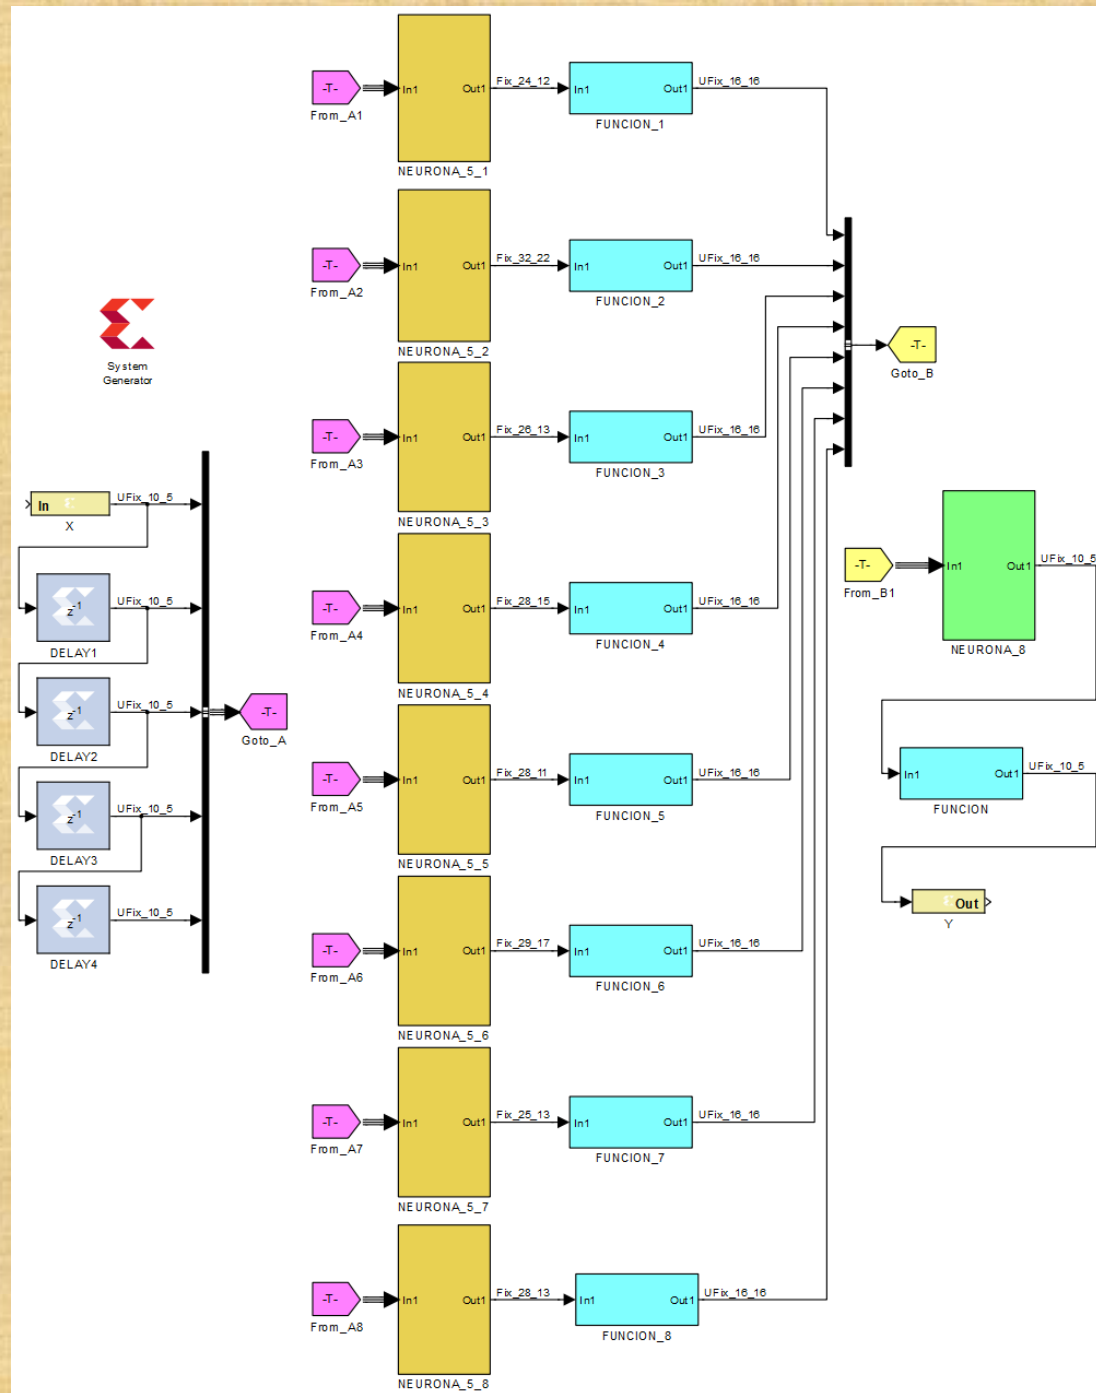 System
Generator
In
X
UFix_10_5
z-1
DELAY1
UFix_10_5
z-1
DELAY2
UFix_10_5
z-1
DELAY3
UFix_10_5
z-1
DELAY4
UFix_10_5
-T-
Goto_A
-T-
From_A1
In1 Out1
NEURONA_5_1
Fix_24_12
In1 Out1
FUNCION_1
UFix_16_16
-T-
From_A2
In1 Out1
NEURONA_5_2
Fix_32_22
In1 Out1
FUNCION_2
UFix_16_16
-T-
From_A3
In1 Out1
NEURONA_5_3
Fix_26_13
In1 Out1
FUNCION_3
UFix_16_16
-T-
From_A4
In1 Out1
NEURONA_5_4
Fix_28_15
In1 Out1
FUNCION_4
UFix_16_16
-T-
From_A5
In1 Out1
NEURONA_5_5
Fix_28_11
In1 Out1
FUNCION_5
UFix_16_16
-T-
From_A6
In1 Out1
NEURONA_5_6
Fix_29_17
In1 Out1
FUNCION_6
UFix_16_16
-T-
From_A7
In1 Out1
NEURONA_5_7
Fix_25_13
In1 Out1
FUNCION_7
UFix_16_16
-T-
From_A8
In1 Out1
NEURONA_5_8
Fix_28_13
In1 Out1
FUNCION_8
UFix_16_16
-T-
Goto_B
-T-
From_B1
In1 Out1
NEURONA_8
UFix_10_5
In1 Out1
FUNCION
UFix_10_5
Out
Y